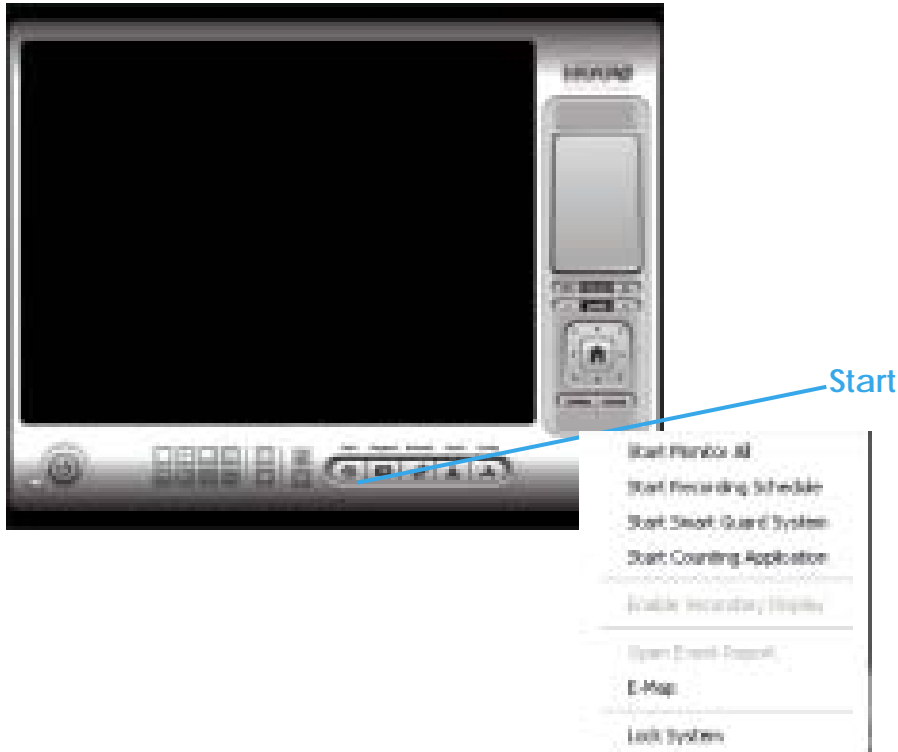 Start
Start Monitor All
Start Recording Schedule
Start Smart Guard System
Start Counting Application
Enable Secondary Display
Open Event Report
E-Map
Lock System